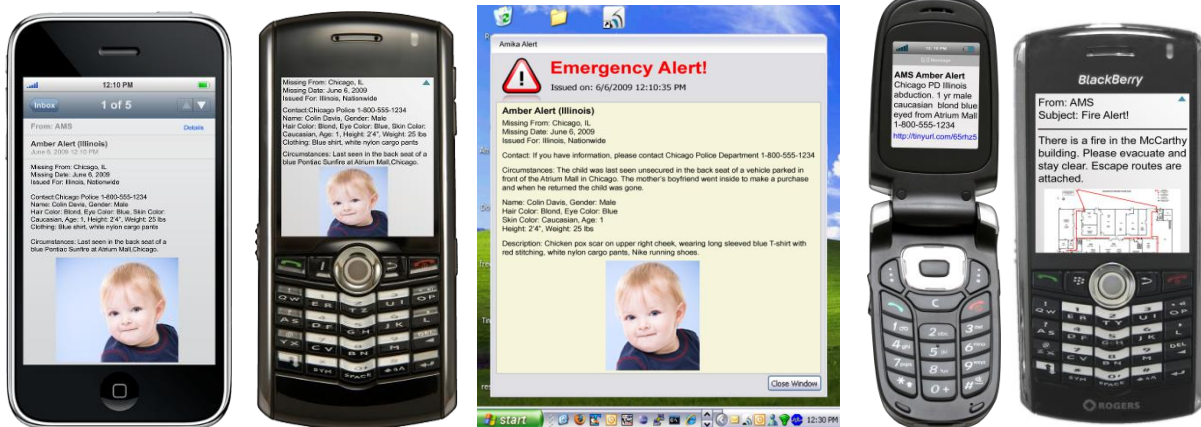 12:10 PM
Inbox
1 of 5
From: AMS
Details
Amber Alert (Illinois)
June 6, 2009 12:10 PM
Missing From: Chicago, IL
Missing Date: June 6, 2009
Issued For: Illinois, Nationwide
Contact:Chicago Police 1-800-555-1234
Name: Colin Davis, Gender: Male
Hair Color: Blond, Eye Color: Blue, Skin Color:
Caucasian, Age: 1, Height: 2'4", Weight: 25 lbs
Clothing: Blue shirt, white nylon cargo pants
Circumstances: Last seen in the back seat of a
blue Pontiac Sunfire at Atrium Mall,Chicago.
Missing From: Chicago, IL
Missing Date: June 6, 2009
Issued For: Illinois, Nationwide
Contact:Chicago Police 1-800-555-1234
Name: Colin Davis, Gender: Male
Hair Color: Blond, Eye Color: Blue, Skin Color:
Caucasian, Age: 1, Height: 2'4", Weight: 25 lbs
Clothing: Blue shirt, white nylon cargo pants
Circumstances: Last seen in the back seat of a
blue Pontiac Sunfire at Atrium Mall,Chicago.
Amika Alert
Emergency Alert!
Issued on: 6/6/2009 12:10:35 PM
Amber Alert (Illinois)
Missing From: Chicago, IL
Missing Date: June 6, 2009
Issued For: Illinois, Nationwide
Contact: If you have information, please contact Chicago Police Department 1-800-555-1234
Circumstances: The child was last seen unsecured in the back seat of a vehicle parked in
front of the Atrium Mall in Chicago. The mother's boyfriend went inside to make a purchase
and when he returned the child was gone.
Name: Colin Davis, Gender: Male
Hair Color: Blond, Eye Color: Blue
Skin Color: Caucasian, Age: 1
Height: 2'4", Weight: 25 lbs
Description: Chicken pox scar on upper right cheek, wearing long sleeved blue T-shirt with
red stitching, white nylon cargo pants, Nike running shoes.
Close Window
start
12:30 PM
12:10 PM
Message
AMS Amber Alert
Chicago PD Illinois
abduction. 1 yr male
caucasian blond blue
eyed from Atrium Mall
1-800-555-1234
http://tinyurl.com/65rhz5
BlackBerry
From: AMS
Subject: Fire Alert!
There is a fire in the McCarthy
building. Please evacuate and
stay clear. Escape routes are
attached.
ROGERS